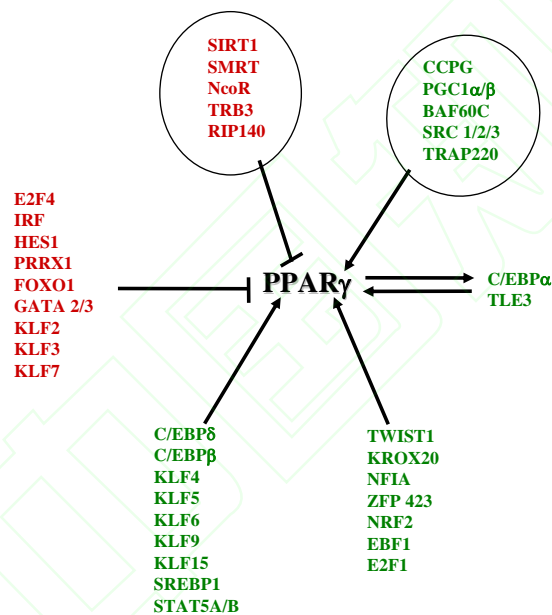 SIRT1
SMRT
NcoR
TRB3
RIP140
CCPG
PGC1α/β
BAF60C
SRC 1/2/3
TRAP220
E2F4
IRF
HES1
PRRX1
FOXO1
GATA 2/3
KLF2
KLF3
KLF7
PPARγ
C/EBPα
TLE3
C/EBPδ
C/EBPβ
KLF4
KLF5
KLF6
KLF9
KLF15
SREBP1
STAT5A/B
TWIST1
KROX20
NFIA
ZFP 423
NRF2
EBF1
E2F1